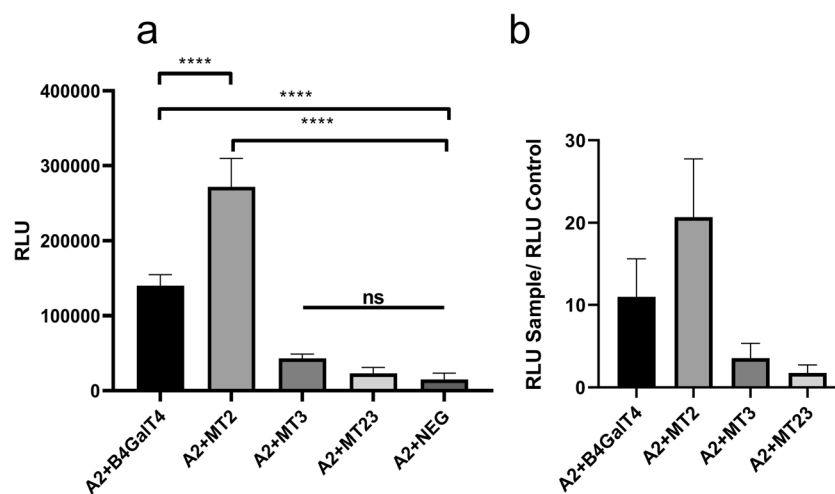 a
b
****
****
****
400000
300000
200000
100000
0
RLU
ns
A2+B4GalT4
A2+MT2
A2+MT3
A2+MT23
A2+NEG
30
20
10
0
RLU Sample/ RLU Control
A2+B4GalT4
A2+MT2
A2+MT3
A2+MT23